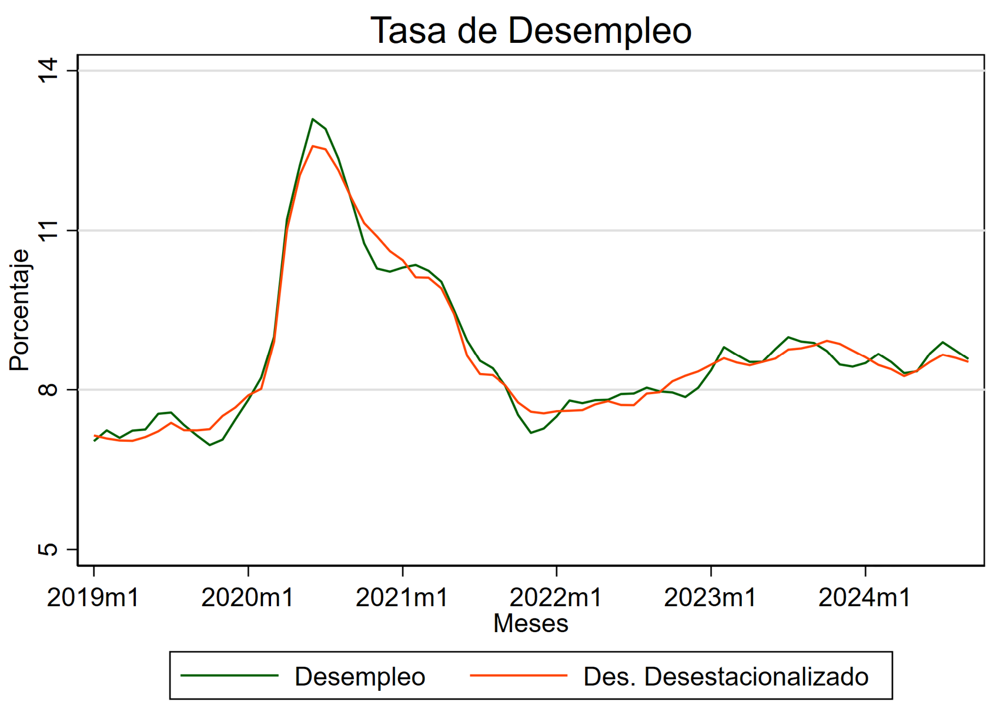 Tasa de Desempleo
14
11
8
5
Porcentaje
2019m1 2020m1 2021m1 2022m1 2023m1 2024m1
Meses
Desempleo Des. Desestacionalizado